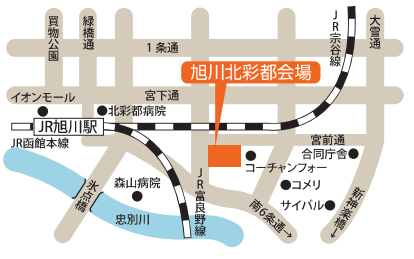 買物公園
緑橋通
JR宗谷線
大雪通
1条通
旭川北彩都会場
イオンモール
宮下通
北彩都病院
JR旭川駅
宮前通
JR函館本線
合同庁舎
コーチャンフォー
氷点橋
森山病院
JR富良野線
コメリ
新神楽橋→
サイパル
忠別川
南6条通→